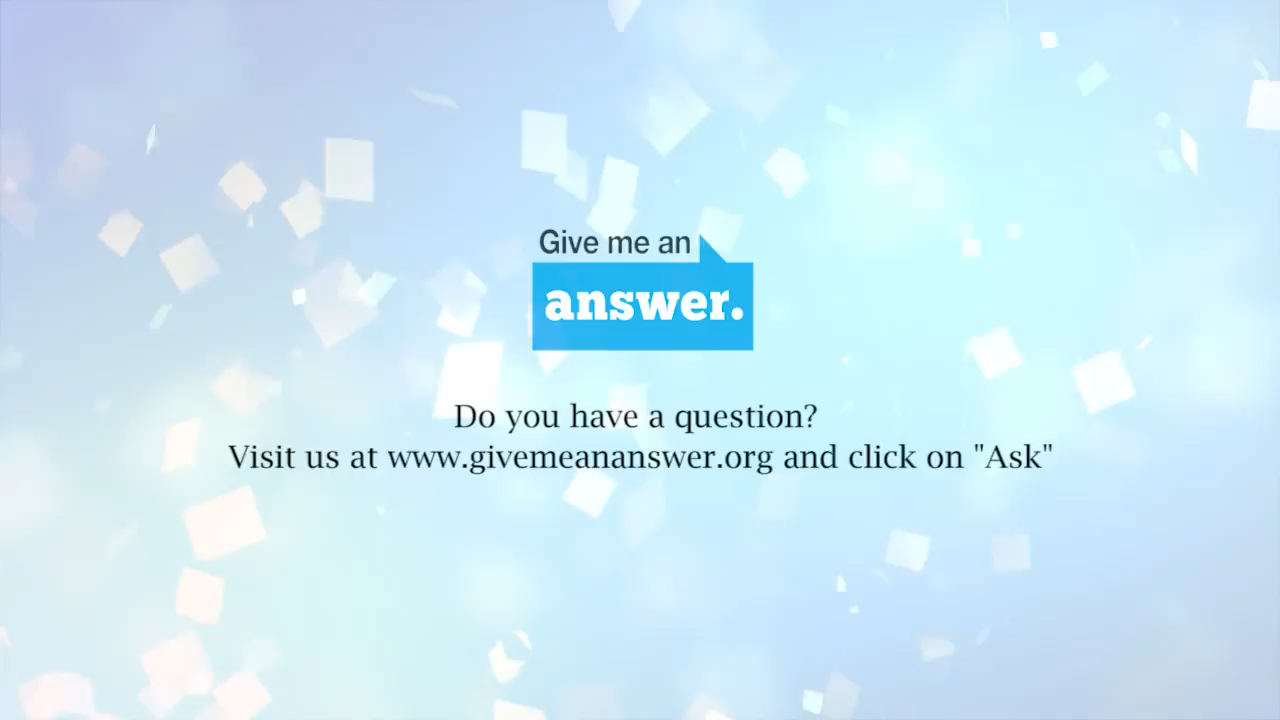 Give me an
answer.
Do you have a question?
Visit us at www.givemeananswer.org and click on "Ask"